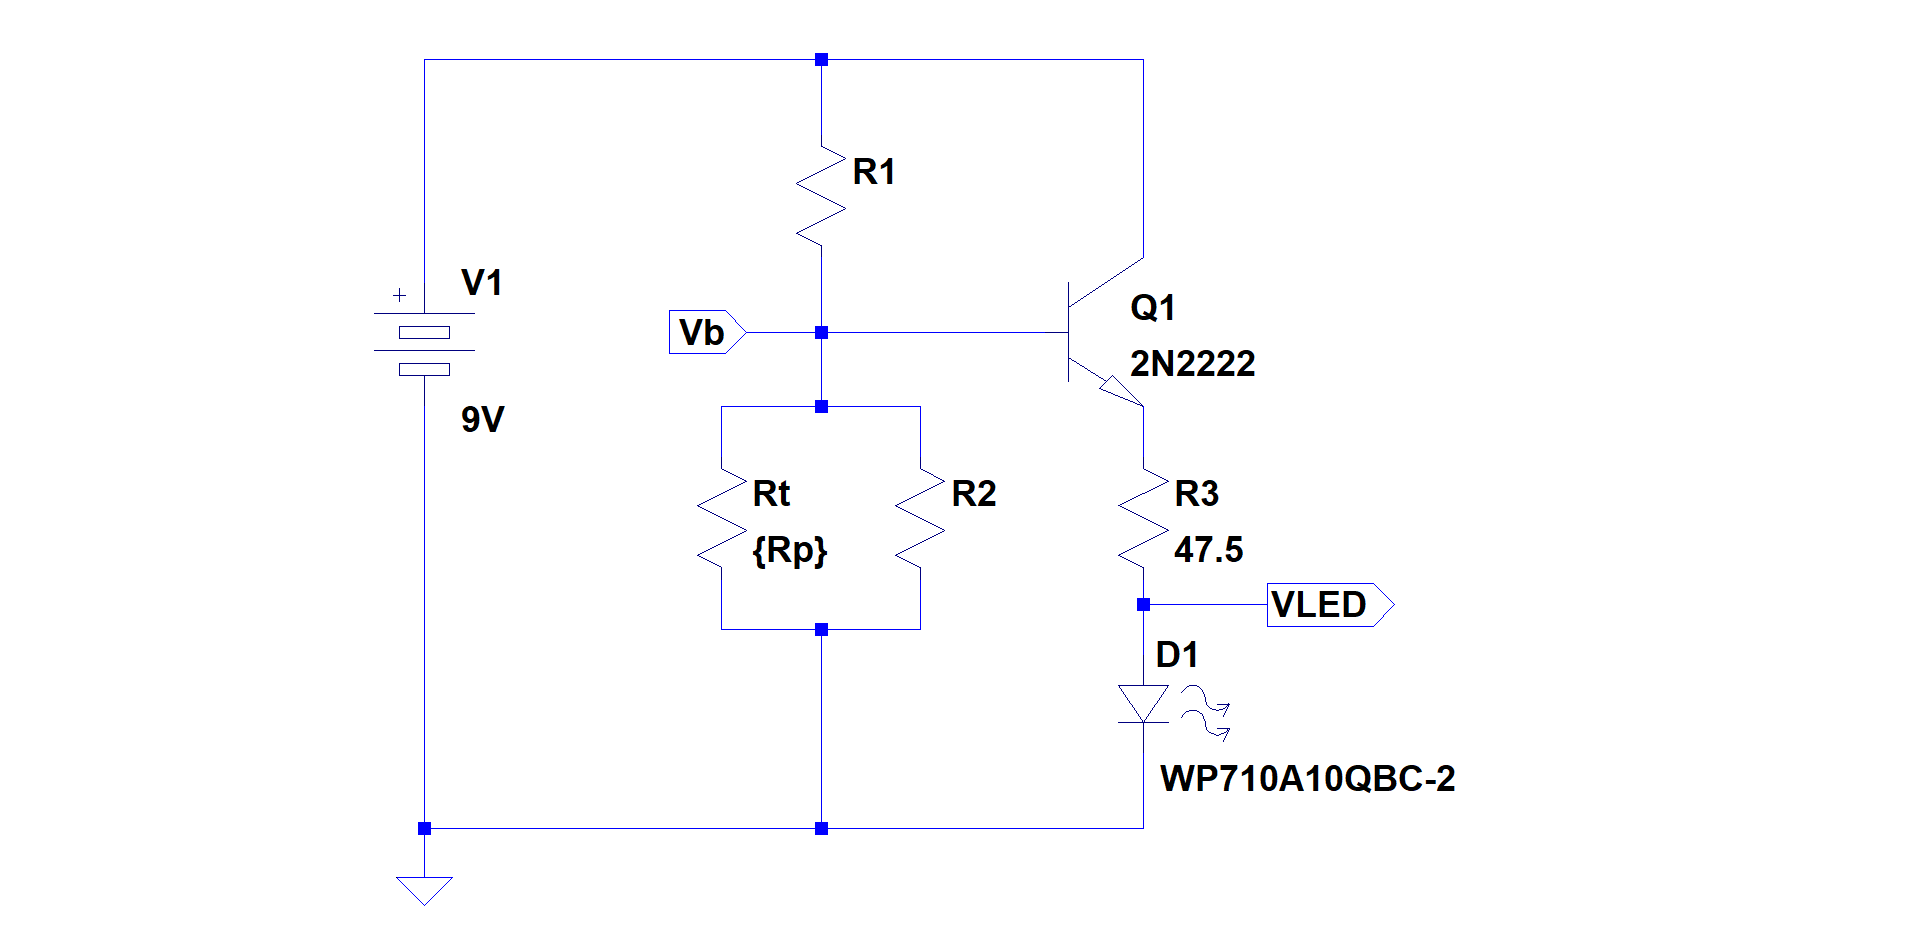 R1
V1
+
9V
Vb
Q1
2N2222
Rt
{Rp}
R2
R3
47.5
VLED
D1
WP710A10QBC-2